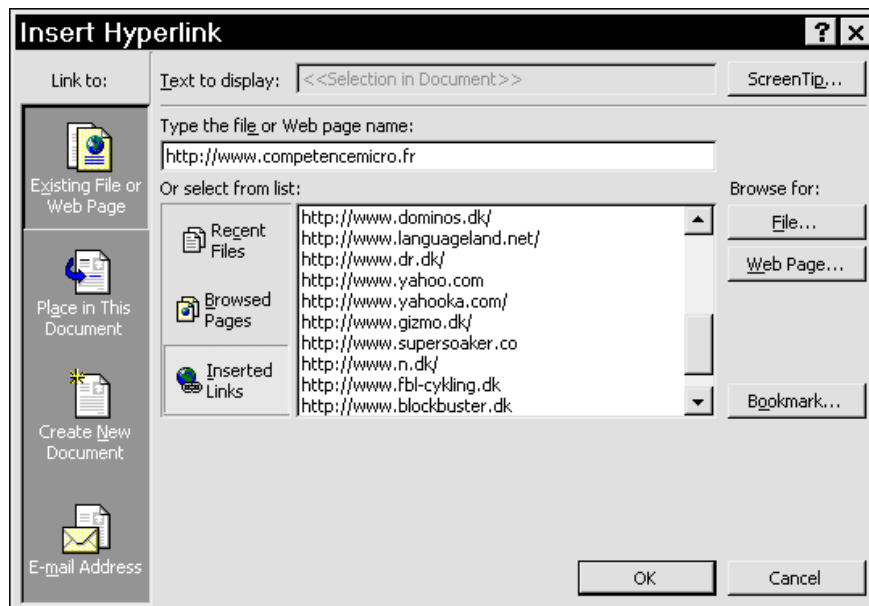 Insert Hyperlink
Link to:
Text to display:
<<Selection in Document>>
ScreenTip...
Type the file or Web page name:
http://www.competencemicro.fr
Existing File or
Web Page
Or select from list:
Browse for:
Recent
Files
Browsed
Pages
Inserted
Links
http://www.dominos.dk/
http://www.languageland.net/
http://www.dr.dk/
http://www.yahoo.com
http://www.yahooka.com/
http://www.gizmo.dk/
http://www.supersoaker.co
http://www.n.dk/
http://www.fbl-cykling.dk
http://www.blockbuster.dk
File...
Web Page...
Bookmark...
Place in This
Document
Create New
Document
E-mail Address
OK
Cancel